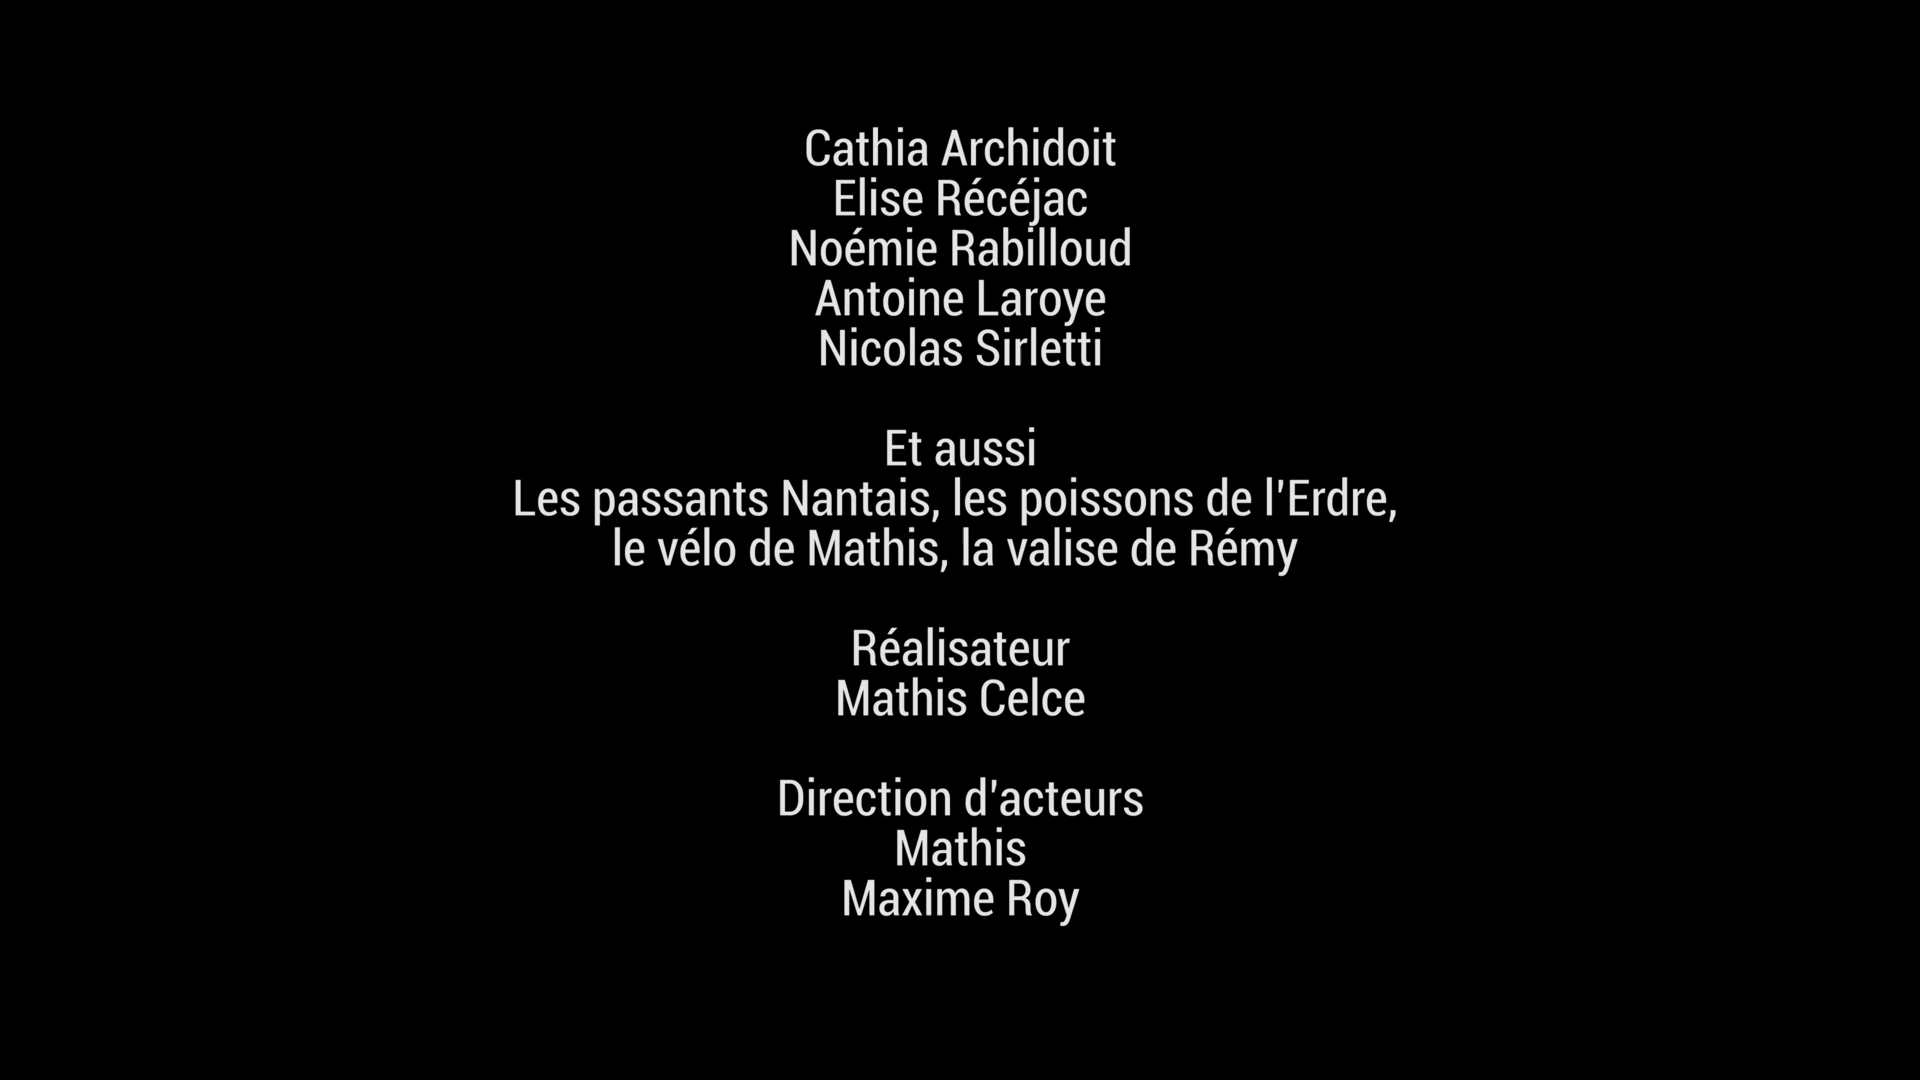 Cathia Archidoit
Elise Récéjac
Noémie Rabilloud
Antoine Laroye
Nicolas Sirletti
Et aussi
Les passants Nantais, les poissons de l'Erdre,
le vélo de Mathis, la valise de Rémy
Réalisateur
Mathis Celce
Direction d'acteurs
Mathis
Maxime Roy